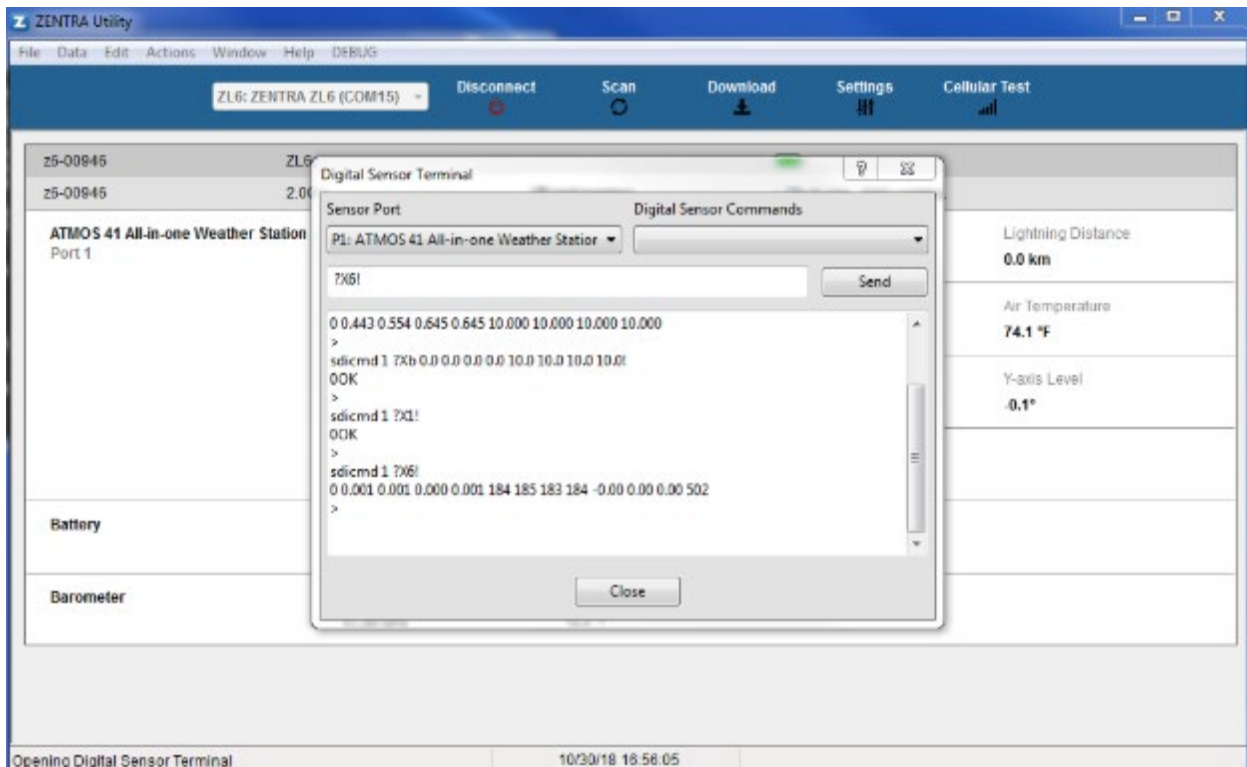 ZENTRA Utility
File Data Edit Actions Window Help DEBUG
ZL6: ZENTRA ZL6 (COM15)
Disconnect
Scan
Download
Settings
Cellular Test
z5-00946
ZL6
z5-00946
2.00
Digital Sensor Terminal
Sensor Port
Digital Sensor Commands
P1: ATMOS 41 All-in-one Weather Station
?X6!
Send
0 0.443 0.554 0.645 0.645 10.000 10.000 10.000 10.000
>
sdicmd 1 ?Xb 0.0 0.0 0.0 0.0 10.0 10.0 10.0 10.0!
0OK
>
sdicmd 1 ?X1!
0OK
>
sdicmd 1 ?X6!
0 0.001 0.001 0.000 0.001 184 185 183 184 -0.00 0.00 0.00 502
>
Close
ATMOS 41 All-in-one Weather Station
Port 1
Lightning Distance
0.0 km
Air Temperature
74.1 °F
Y-axis Level
-0.1°
Battery
Barometer
Opening Digital Sensor Terminal
10/30/18 16:56:05